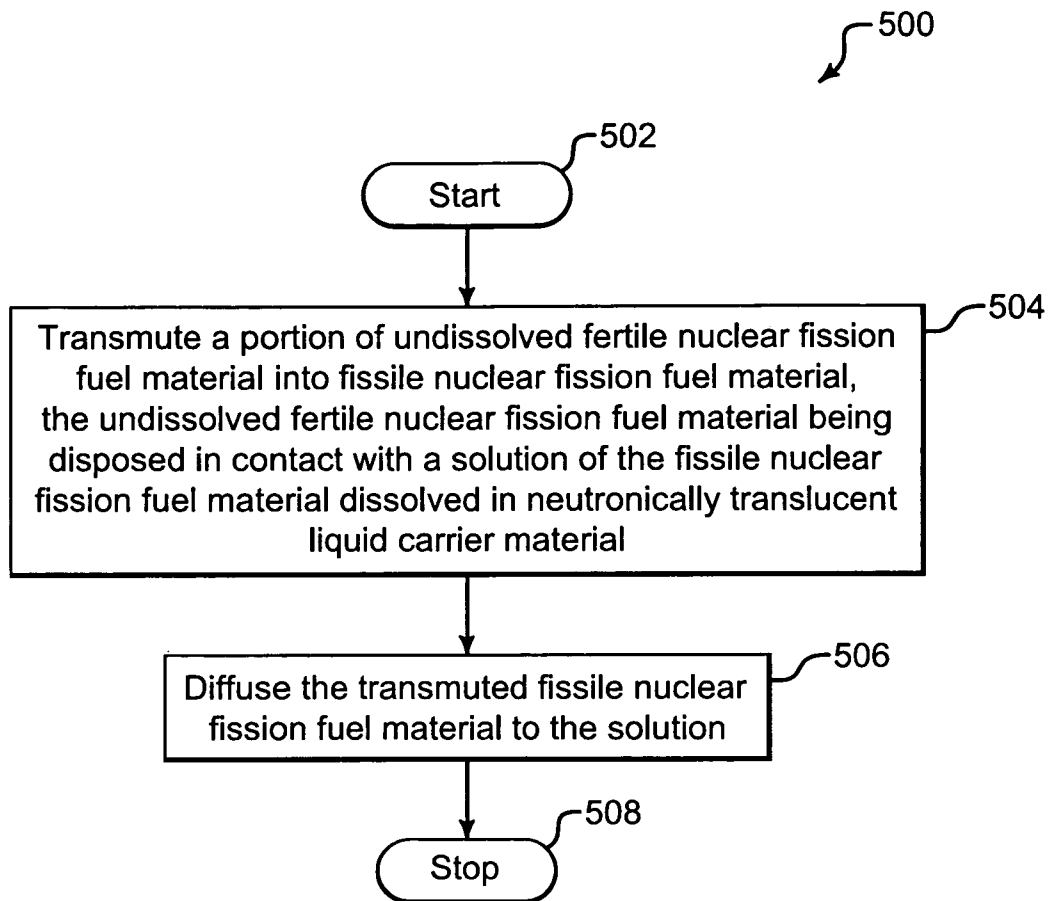 500
502
Start
504
Transmute a portion of undissolved fertile nuclear fission
fuel material into fissile nuclear fission fuel material,
the undissolved fertile nuclear fission fuel material being
disposed in contact with a solution of the fissile nuclear
fission fuel material dissolved in neutronically translucent
liquid carrier material
506
Diffuse the transmuted fissile nuclear
fission fuel material to the solution
508
Stop